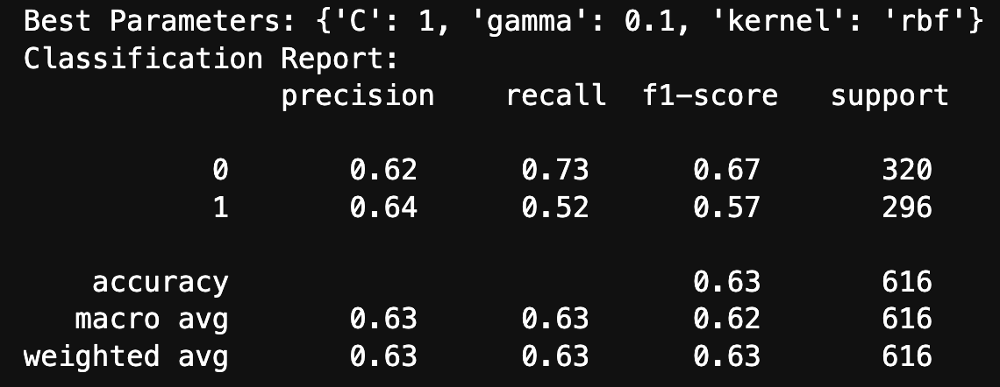 Best Parameters: {'C': 1, 'gamma': 0.1, 'kernel': 'rbf'}
Classification Report:
precision recall f1-score support
0 0.62 0.73 0.67 320
1 0.64 0.52 0.57 296
accuracy 0.63 616
macro avg 0.63 0.63 0.62 616
weighted avg 0.63 0.63 0.63 616